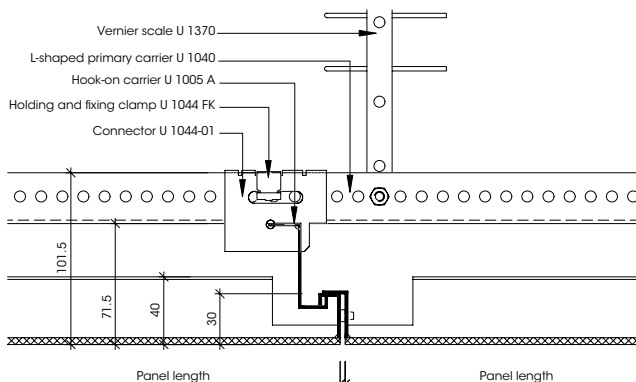 Vernier scale U 1370
L-shaped primary carrier U 1040
Hook-on carrier U 1005 A
Holding and fixing clamp U 1044 FK
Connector U 1044-01
101.5
71.5
40
30
Panel length
Panel length